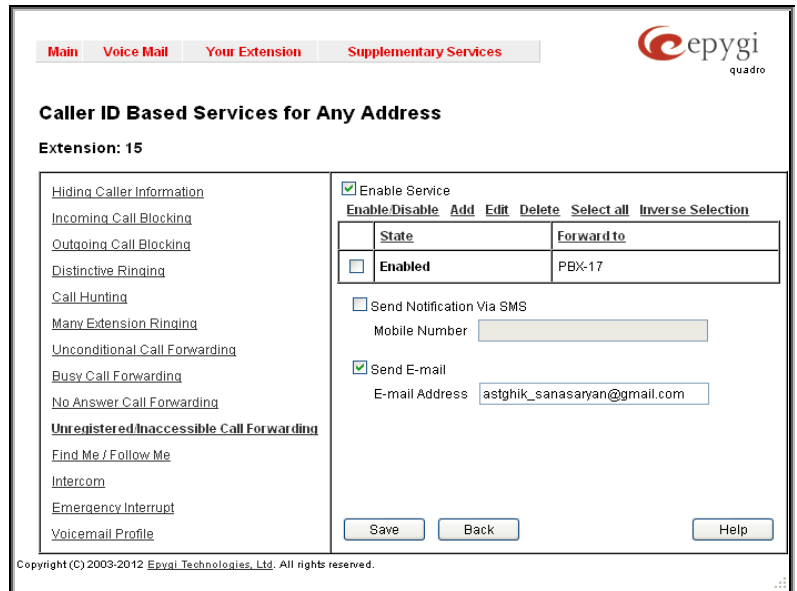 Main Voice Mail Your Extension Supplementary Services
epygi
quadro
Caller ID Based Services for Any Address
Extension: 15
Hiding Caller Information
Incoming Call Blocking
Outgoing Call Blocking
Distinctive Ringing
Call Hunting
Many Extension Ringing
Unconditional Call Forwarding
Busy Call Forwarding
No Answer Call Forwarding
Unregistered/Inaccessible Call Forwarding
Find Me / Follow Me
Intercom
Emergency Interrupt
Voicemail Profile
Enable Service
Enable/Disable Add Edit Delete Select all Inverse Selection
State Forward to
Enabled PBX-17
Send Notification Via SMS
Mobile Number
Send E-mail
E-mail Address astghik_sanasaryan@gmail.com
Save Back Help
Copyright (C) 2003-2012 Epygi Technologies, Ltd. All rights reserved.